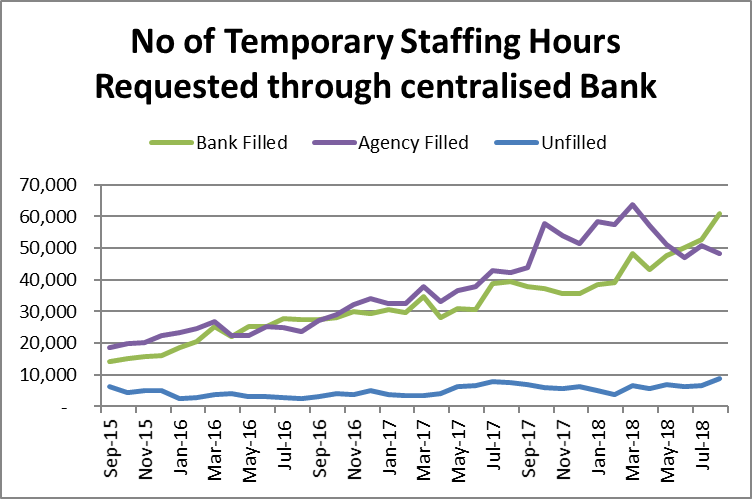 No of Temporary Staffing Hours
Requested through centralised Bank
Bank Filled Agency Filled Unfilled
70,000
60,000
50,000
40,000
30,000
20,000
10,000
-
Sep-15 Nov-15 Jan-16 Mar-16 May-16 Jul-16 Sep-16 Nov-16 Jan-17 Mar-17 May-17 Jul-17 Sep-17 Nov-17 Jan-18 Mar-18 May-18 Jul-18